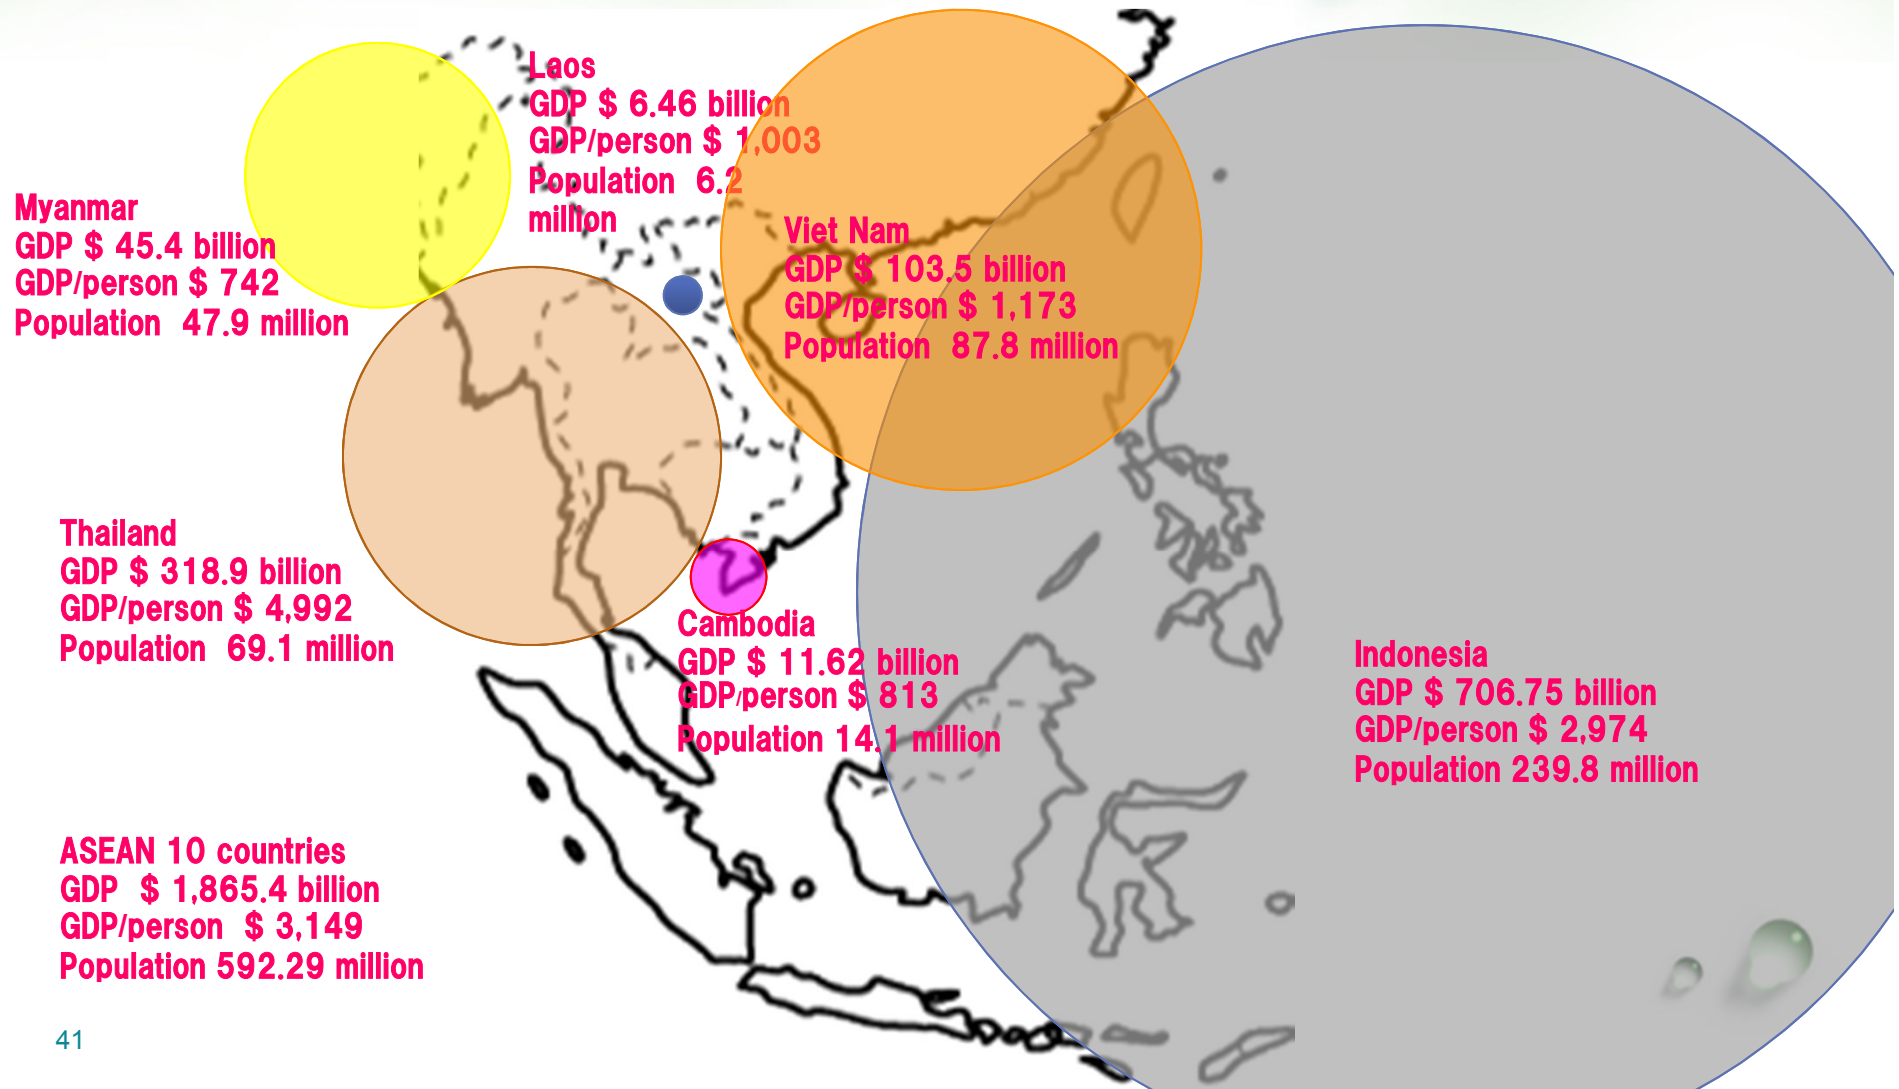 Laos
GDP $ 6.46 billion
GDP/person $ 1,003
Population 6.2
million
Myanmar
GDP $ 45.4 billion
GDP/person $ 742
Population 47.9 million
Viet Nam
GDP $ 103.5 billion
GDP/person $ 1,173
Population 87.8 million
Thailand
GDP $ 318.9 billion
GDP/person $ 4,992
Population 69.1 million
Cambodia
GDP $ 11.62 billion
GDP/person $ 813
Population 14.1 million
Indonesia
GDP $ 706.75 billion
GDP/person $ 2,974
Population 239.8 million
ASEAN 10 countries
GDP $ 1,865.4 billion
GDP/person $ 3,149
Population 592.29 million
41